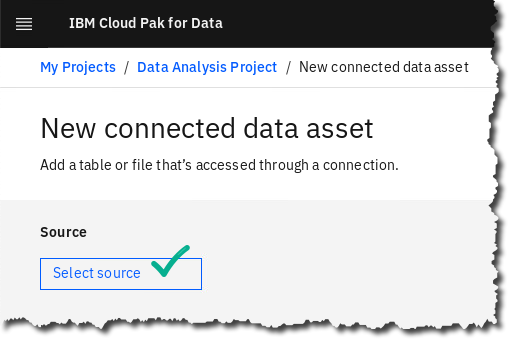 IBM Cloud Pak for Data
My Projects / Data Analysis Project / New connected data asset
New connected data asset
Add a table or file that's accessed through a connection.
Source
Select source